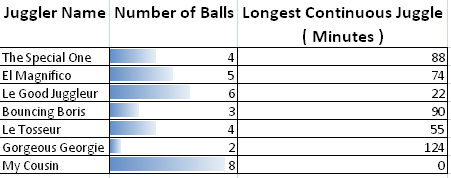 Juggler Name Number of Balls Longest Continuous Juggle
( Minutes )
The Special One 4 88
El Magnifico 5 74
Le Good Juggleur 6 22
Bouncing Boris 3 90
Le Tosseur 4 55
Gorgeous Georgie 2 124
My Cousin 8 0